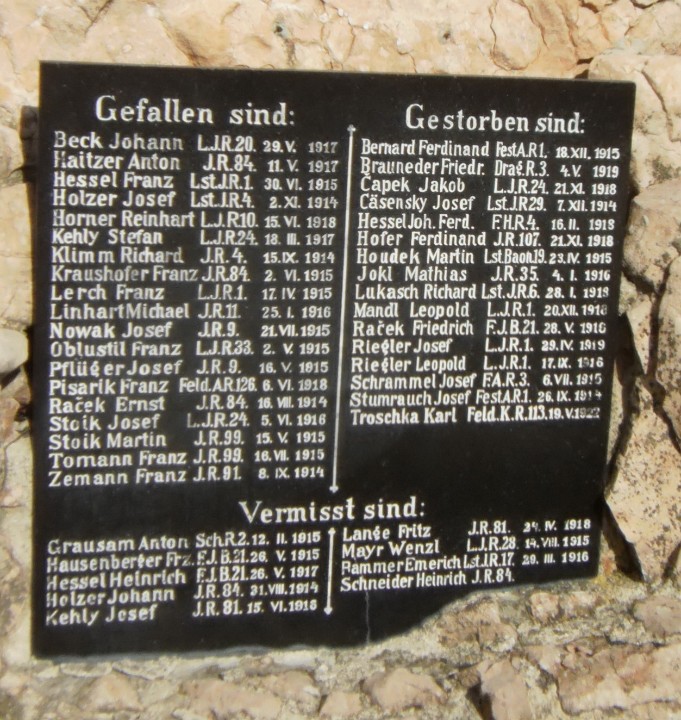 Gefallen sind:
Beck Johann L.J.R.20. 29.V. 1917
Haitzer Anton J.R.84. 11.V. 1917
Hessel Franz Lst.J.R.1. 30.VI. 1915
Holzer Josef Lst.J.R.4. 2.XI. 1914
Horner Reinhart L.J.R.10. 15.VI. 1918
Kehly Stefan L.J.R.24. 18.III. 1917
Klimm Richard J.R.4. 15.IX. 1914
Kraushofer Franz J.R.84. 2.VI. 1915
Lerch Franz L.J.R.1. 17.IV. 1915
Linhart Michael J.R.11. 25.I. 1916
Nowak Josef J.R.9. 21.VII. 1915
Oblustil Franz L.J.R.33. 2.V. 1915
Pflüger Josef J.R.9. 16.V. 1915
Pisarik Franz Feld.A.R.126. 6.VI. 1918
Raček Ernst J.R.84. 16.VIII. 1914
Stoik Josef L.J.R.24. 5.VI. 1916
Stoik Martin J.R.99. 15.V. 1915
Tomann Franz J.R.99. 16.VII. 1915
Zemann Franz J.R.91. 8.IX. 1914
Gestorben sind:
Bernard Ferdinand Fest.A.R.1. 18.XII. 1915
Brauneder Friedr. Drag.R.3. 4.V. 1919
Čapek Jakob L.J.R.24. 21.XI. 1918
Cäsensky Josef Lst.J.R.29. 7.XII. 1914
Hessel Joh. Ferd. F.H.R.4. 16.II. 1918
Hofer Ferdinand J.R.107. 21.XI. 1918
Houdek Martin Lst.Baon.19. 23.IV. 1915
Jokl Mathias J.R.35. 4.I. 1916
Lukasch Richard Lst.J.R.6. 28.I. 1919
Mandl Leopold L.J.R.1. 20.XII. 1918
Raček Friedrich F.J.B.21. 28.V. 1916
Riegler Josef L.J.R.1. 29.IV. 1919
Riegler Leopold L.J.R.1. 17.IX. 1916
Schrammel Josef F.A.R.3. 6.VII. 1915
Stumrauch Josef Fest.A.R.1. 26.IX. 1914
Troschka Karl Feld.K.R.113. 19.V.
Vermisst sind:
Grausam Anton Sch.R.2. 12.II. 1915
Hausenberger Frz. F.J.B.21. 26.V. 1915
Hessel Heinrich F.J.B.21. 26.V. 1917
Holzer Johann J.R.84. 31.VIII. 1914
Kehly Josef J.R.81. 15.VI. 1918
Lange Fritz J.R.81. 24.IV. 1918
Mayr Wenzl L.J.R.28. 14.VIII. 1915
Rammer Emerich Lst.J.R.17. 20.III. 1916
Schneider Heinrich J.R.84.